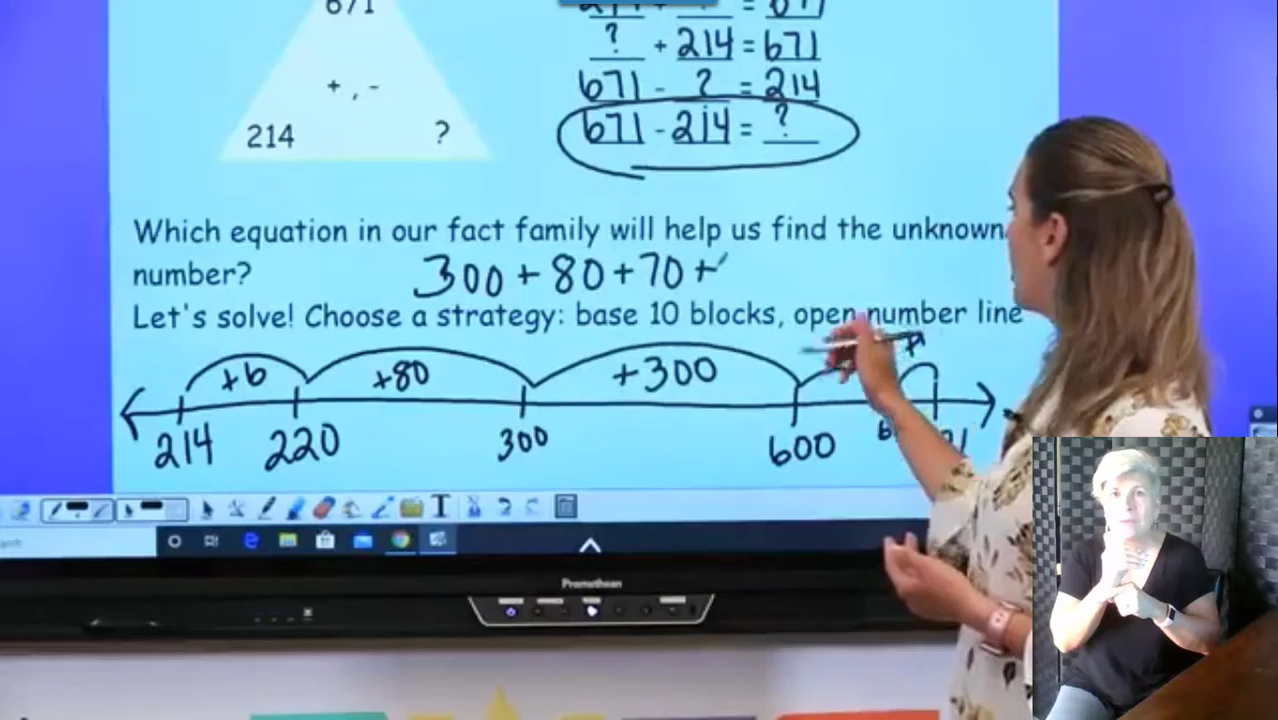 671
? + 214 = 671
+ , -
671 - ? = 214
214 ?
671 - 214 = ?
Which equation in our fact family will help us find the unknown
number?
300 + 80 + 70 +
Let's solve! Choose a strategy: base 10 blocks, open number line
+6 +80 +300
214 220 300 600
T
Promethean